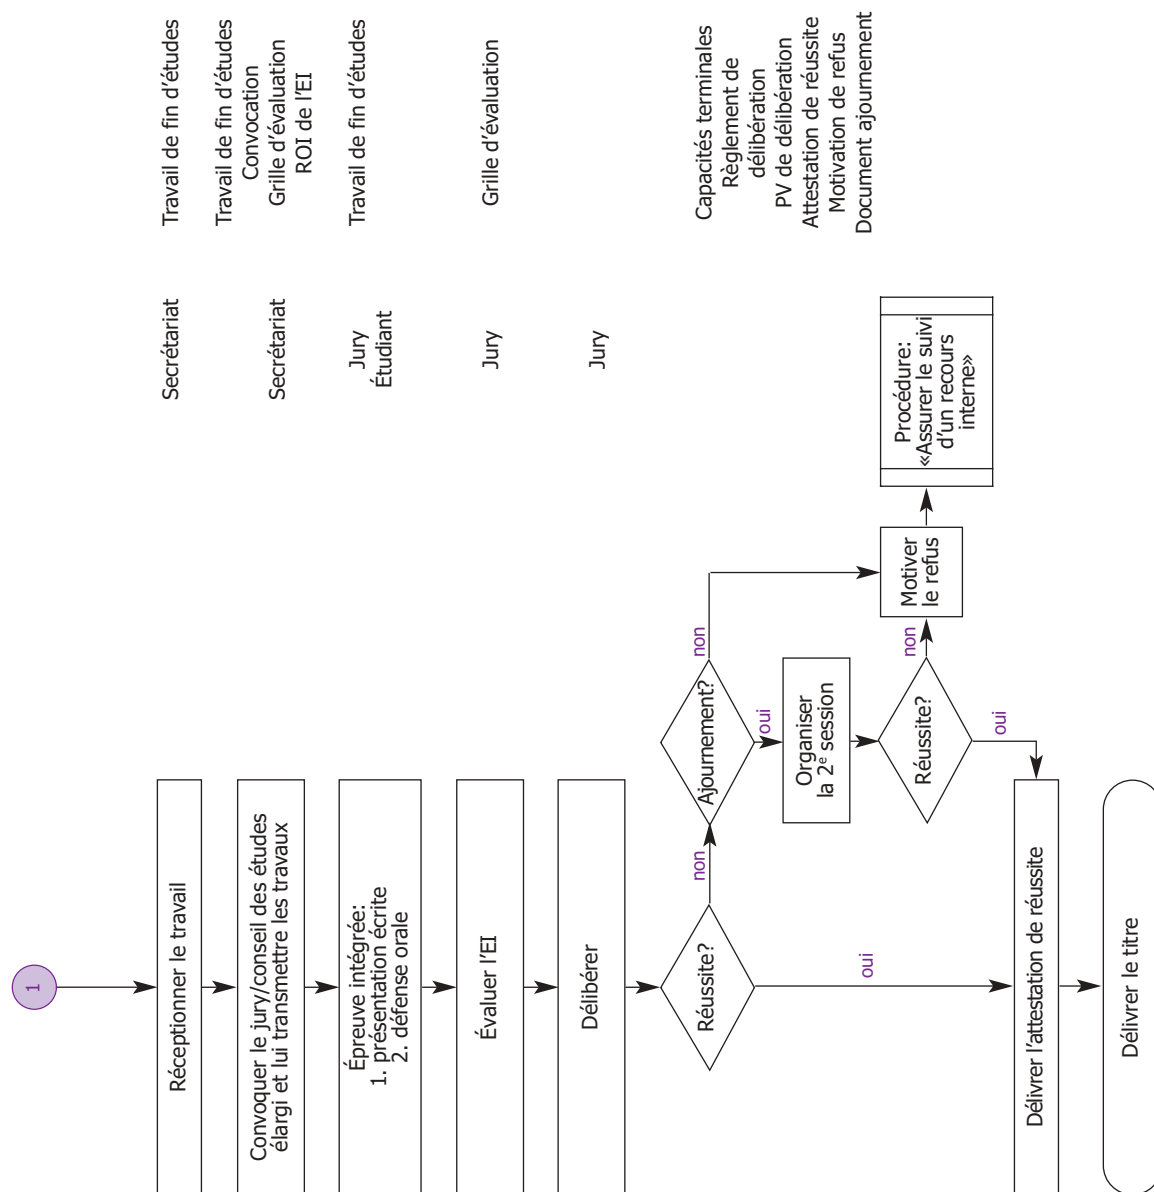 1
Réceptionner le travail
Secrétariat
Travail de fin d'études
Convoquer le jury/conseil des études
élargi et lui transmettre les travaux
Secrétariat
Travail de fin d'études
Convocation
Grille d'évaluation
ROI de l'EI
Épreuve intégrée:
1. présentation écrite
2. défense orale
Jury
Étudiant
Travail de fin d'études
Évaluer l'EI
Jury
Grille d'évaluation
Délibérer
Jury
Réussite?
non
Ajournement?
non
oui
oui
Capacités terminales
Règlement de
délibération
PV de délibération
Attestation de réussite
Motivation de refus
Document ajournement
Organiser
la 2e session
Réussite?
non
oui
Motiver
le refus
Procédure:
«Assurer le suivi
d'un recours
interne»
Délivrer l'attestation de réussite
Délivrer le titre